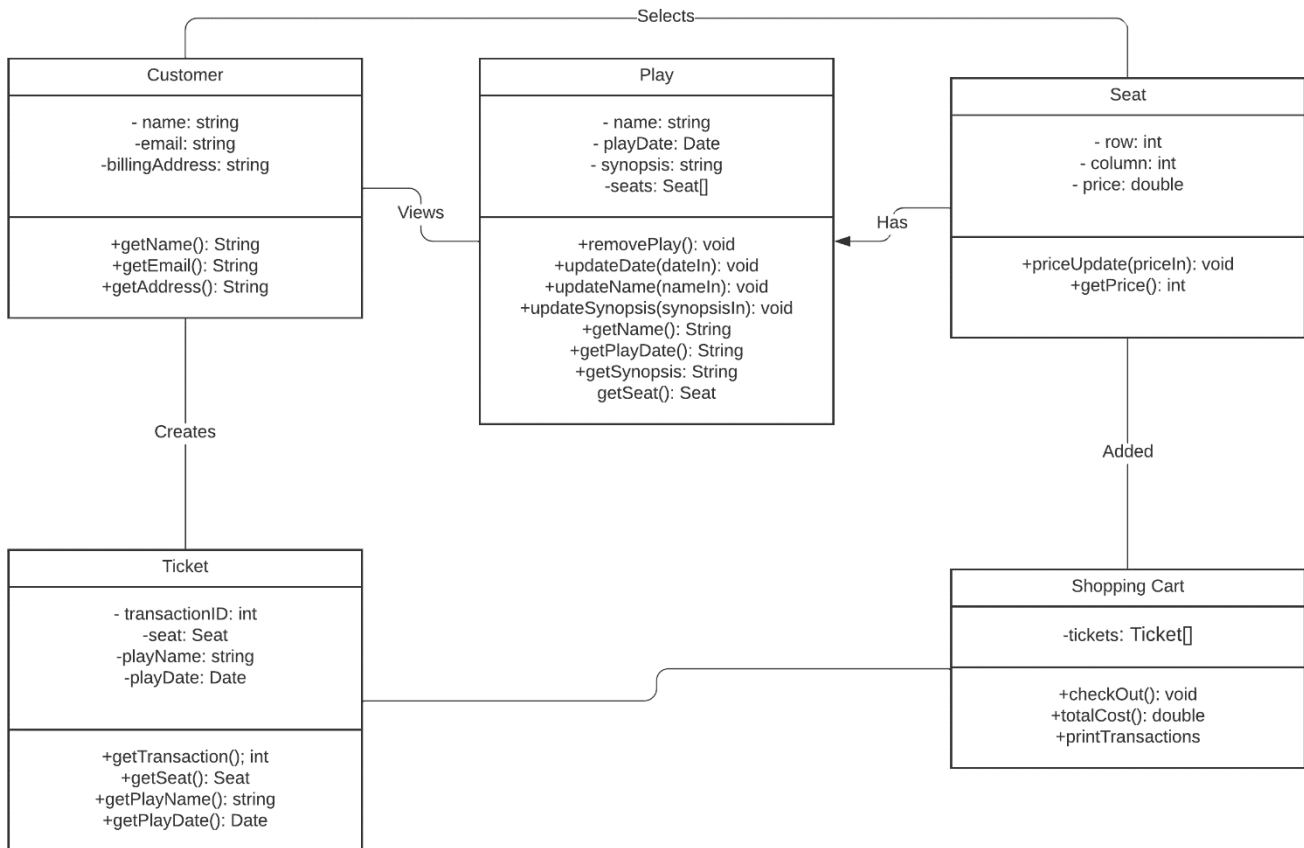 Selects
Customer
- name: string
-email: string
-billingAddress: string
+getName(): String
+getEmail(): String
+getAddress(): String
Views
Play
- name: string
- playDate: Date
- synopsis: string
-seats: Seat[]
+removePlay(): void
+updateDate(dateIn): void
+updateName(nameIn): void
+updateSynopsis(synopsisIn): void
+getName(): String
+getPlayDate(): String
+getSynopsis: String
getSeat(): Seat
Has
Seat
- row: int
- column: int
- price: double
+priceUpdate(priceIn): void
+getPrice(): int
Creates
Added
Ticket
- transactionID: int
-seat: Seat
-playName: string
-playDate: Date
+getTransaction(); int
+getSeat(): Seat
+getPlayName(): string
+getPlayDate(): Date
Shopping Cart
-tickets: Ticket[]
+checkOut(): void
+totalCost(): double
+printTransactions